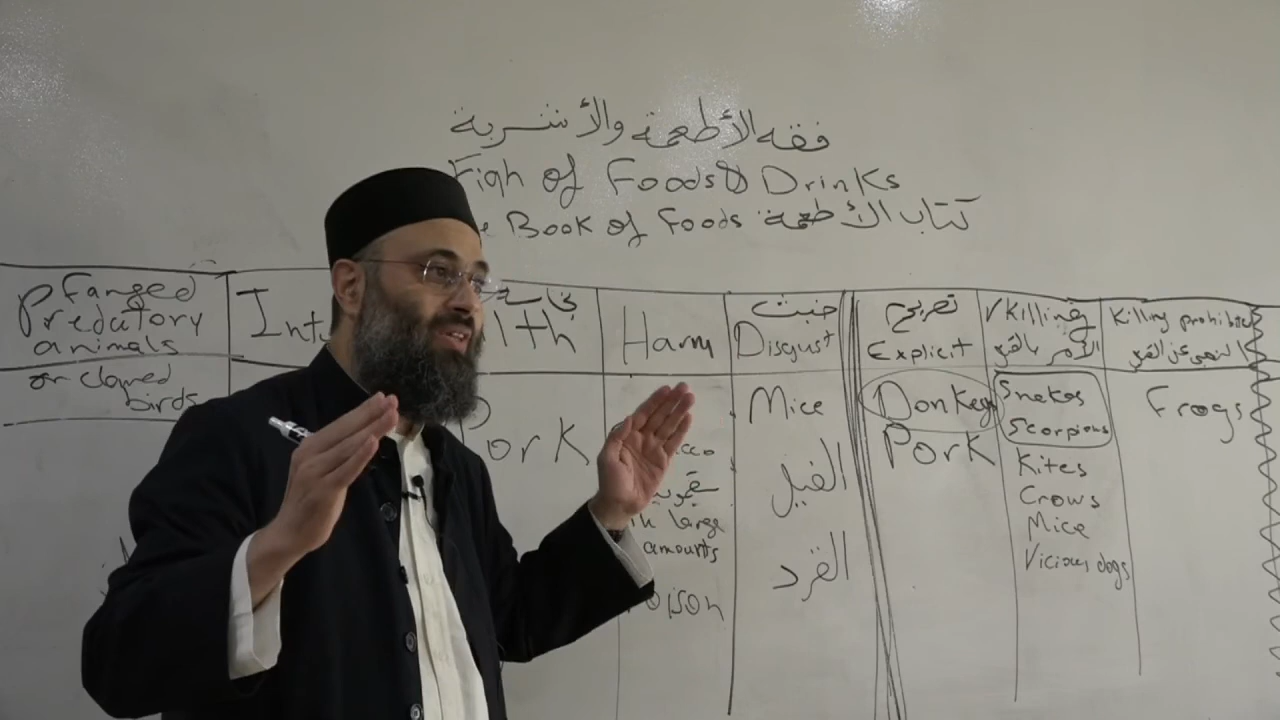 فقه الأطعمة والأشربة
Fiqh of Foods & Drinks
Book of Foods كتاب الأطعمة
fanged
Predatory
animals
or clawed
birds
نجاسة
Pork
Harm
large
amounts
خبث
Disgust
Mice
الفيل
القرد
تصريح
Explicit
Donkeys
Pork
Killing
الأمر بالقتل
Snakes
Scorpions
Kites
Crows
Mice
Vicious dogs
Killing prohibited
النهي عن القتل
Frogs